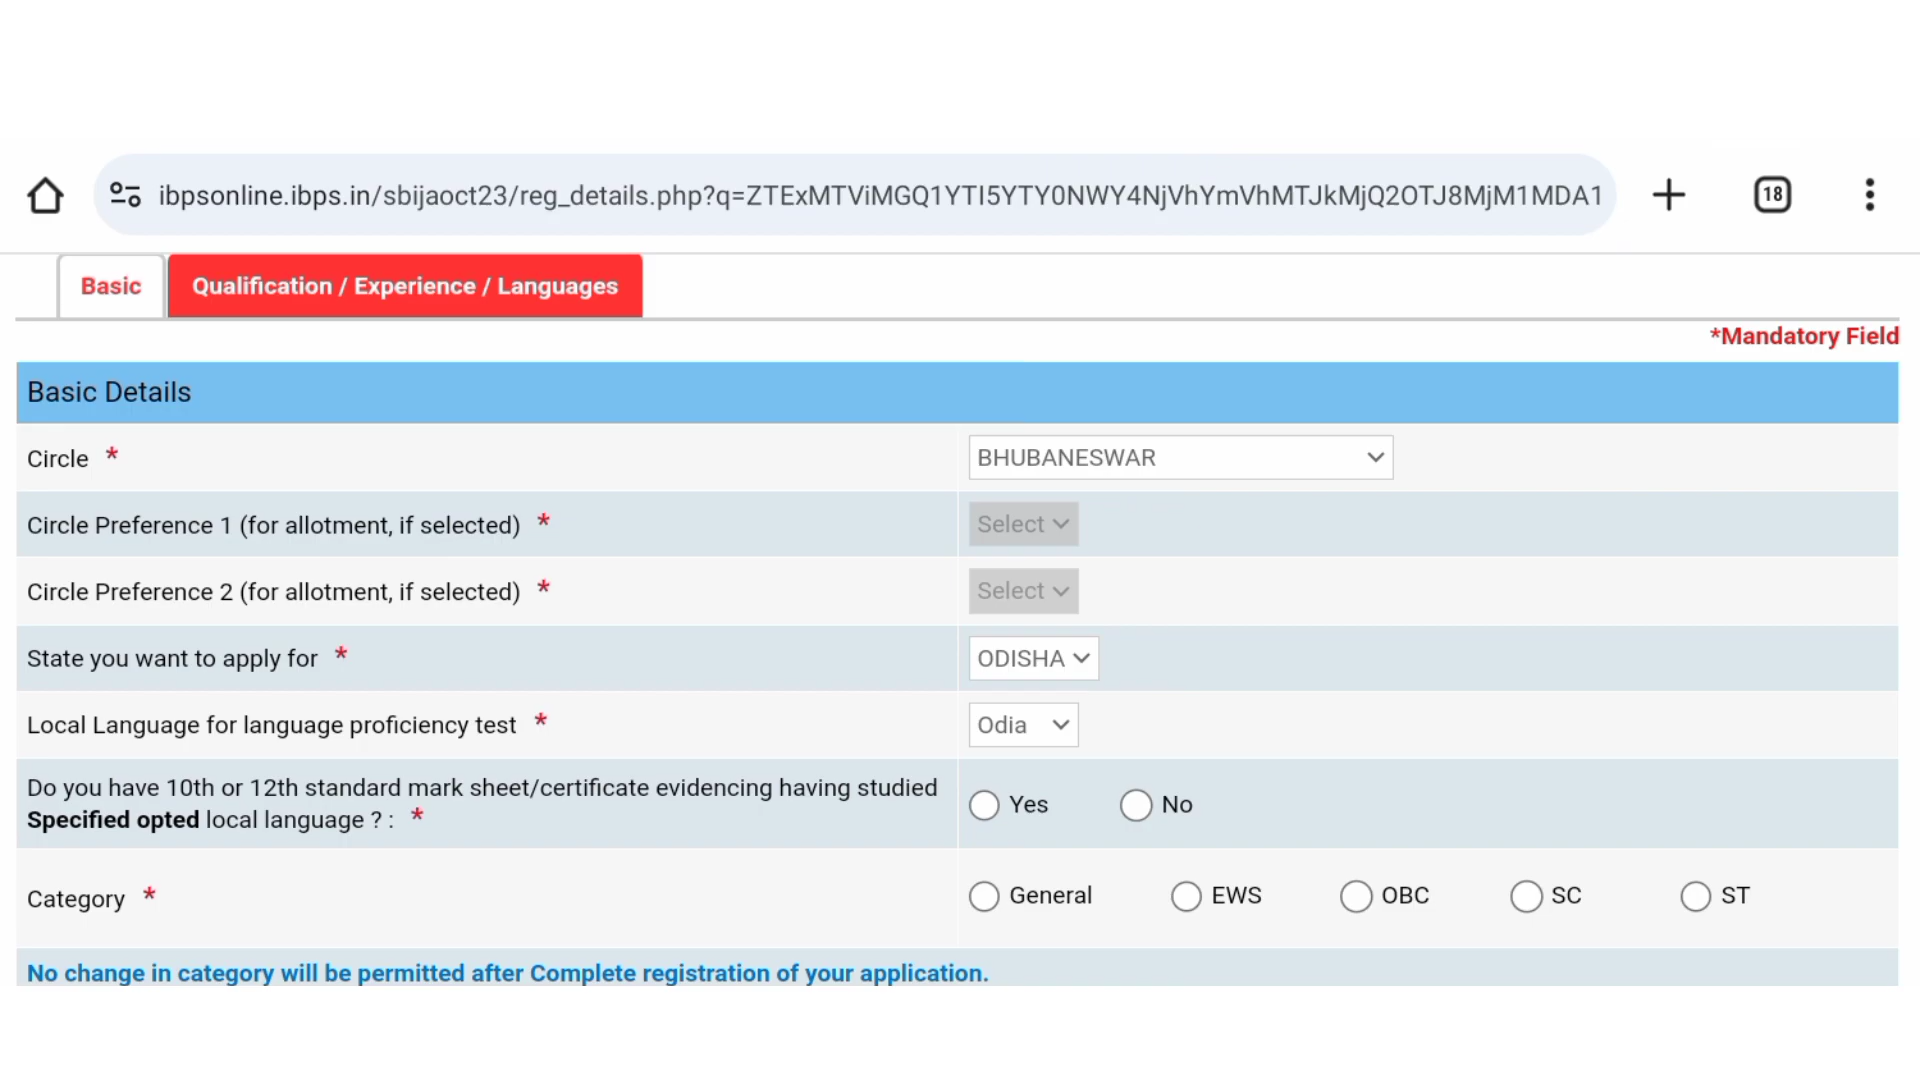 ibpsonline.ibps.in/sbijaoct23/reg_details.php?q=ZTExMTViMGQ1YTI5YTY0NWY4NjVhYmVhMTJkMjQ2OTJ8MjM1MDA1
18
Basic
Qualification / Experience / Languages
*Mandatory Field
Basic Details
Circle * BHUBANESWAR
Circle Preference 1 (for allotment, if selected) * Select
Circle Preference 2 (for allotment, if selected) * Select
State you want to apply for * ODISHA
Local Language for language proficiency test * Odia
Do you have 10th or 12th standard mark sheet/certificate evidencing having studied
Specified opted local language ? : * Yes No
Category * General EWS OBC SC ST
No change in category will be permitted after Complete registration of your application.